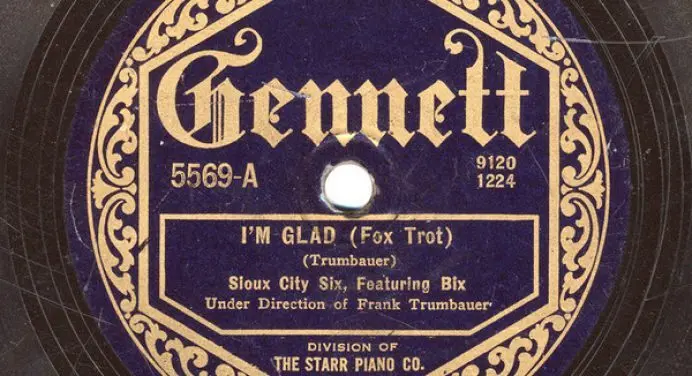 Gennett
5569-A
9120
1224
I'M GLAD (Fox Trot)
(Trumbauer)
Sioux City Six, Featuring Bix
Under Direction of Frank Trumbauer
DIVISION OF
THE STARR PIANO CO.